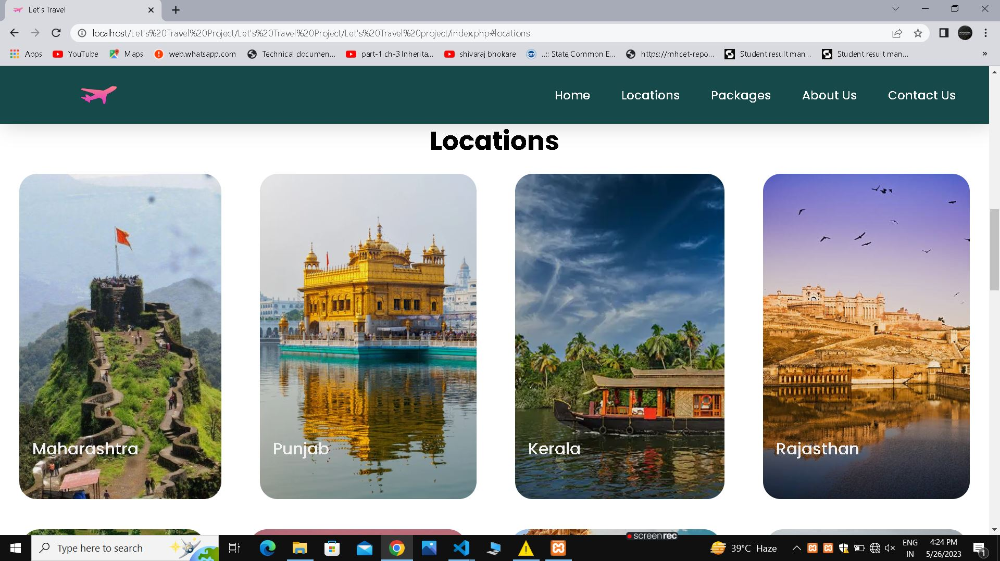 Let's Travel
localhost/Let's%20Travel%20Project/Let's%20Travel%20Project/Let's%20Travel%20project/index.php#locations
Apps YouTube Maps web.whatsapp.com Technical documen... part-1 ch-3 Inherita... shivaraj bhokare ..:: State Common E... https://mhcet-repo... Student result man... Student result man... »
Home Locations Packages About Us Contact Us
Locations
Maharashtra Punjab Kerala Rajasthan
screenrec
Type here to search
39°C Haze
ENG
IN
4:24 PM
5/26/2023
1